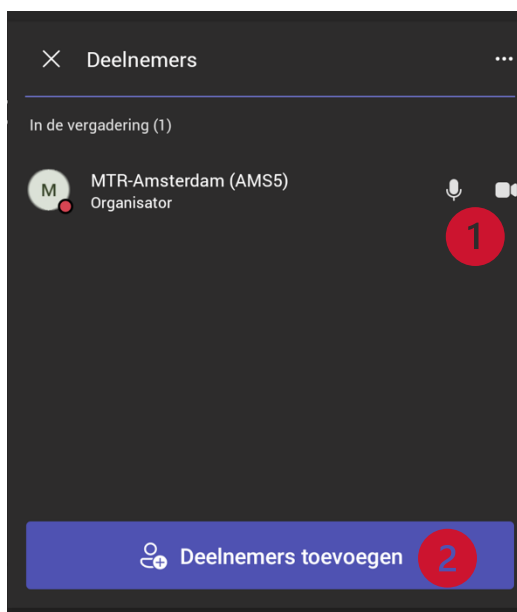 Deelnemers
In de vergadering (1)
M
MTR-Amsterdam (AMS5)
Organisator
1
Deelnemers toevoegen
2